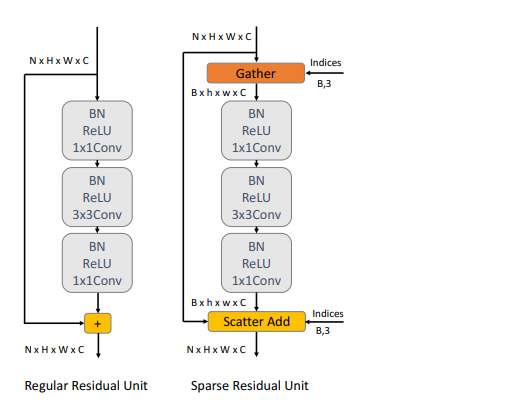 N x H x W x C
BN
ReLU
1x1Conv
BN
ReLU
3x3Conv
BN
ReLU
1x1Conv
+
N x H x W x C
Regular Residual Unit
N x H x W x C
Gather
Indices
B,3
B x h x w x C
BN
ReLU
1x1Conv
BN
ReLU
3x3Conv
BN
ReLU
1x1Conv
B x h x w x C
Scatter Add
Indices
B,3
N x H x W x C
Sparse Residual Unit